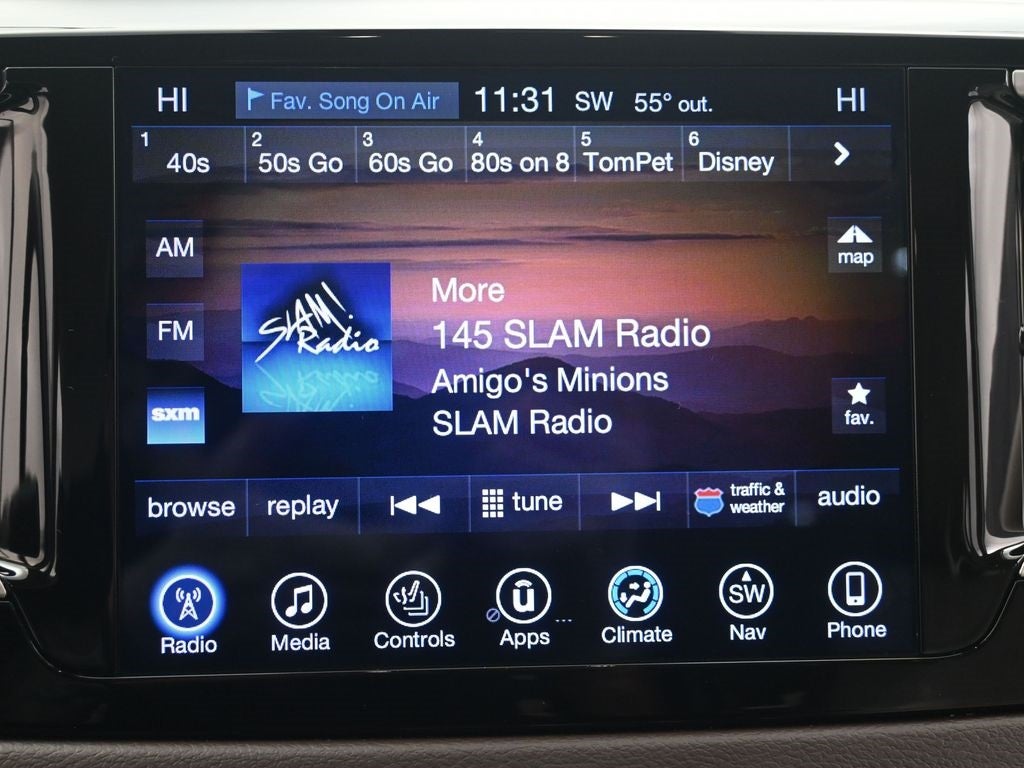 HI Fav. Song On Air 11:31 SW 55° out. HI
1 40s 2 50s Go 3 60s Go 4 80s on 8 5 TomPet 6 Disney
AM
map
SLAM!
Radio
More
145 SLAM Radio
Amigo's Minions
SLAM Radio
FM
sxm
fav.
browse replay tune traffic & weather audio
SW
Radio Media Controls Apps ... Climate Nav Phone